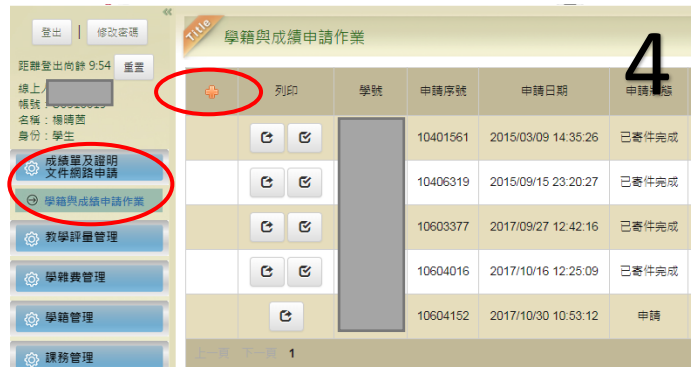 登出 | 修改密碼
距離登出尚餘 9:54 重置
線上
帳號：
名稱：楊晴茵
身份：學生
成績單及證明
文件網路申請
學籍與成績申請作業
教學評量管理
學雜費管理
學籍管理
課務管理
Title 學籍與成績申請作業
4
列印 學號 申請序號 申請日期 申請狀態
10401561 2015/03/09 14:35:26 已寄件完成
10406319 2015/09/15 23:20:27 已寄件完成
10603377 2017/09/27 12:42:16 已寄件完成
10604016 2017/10/16 12:25:09 已寄件完成
10604152 2017/10/30 10:53:12 申請
上一頁 下一頁 1